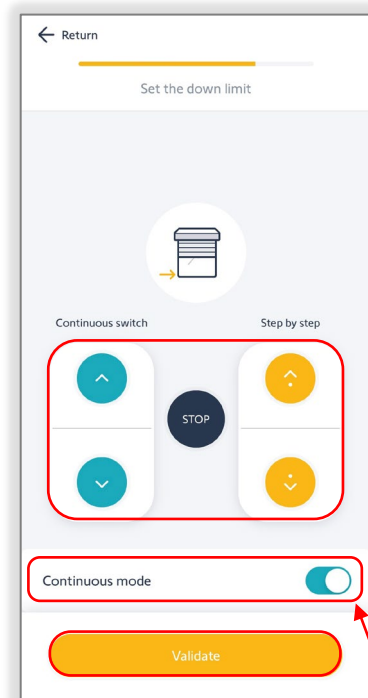 Return
Set the down limit
Continuous switch
Step by step
STOP
Continuous mode
Validate